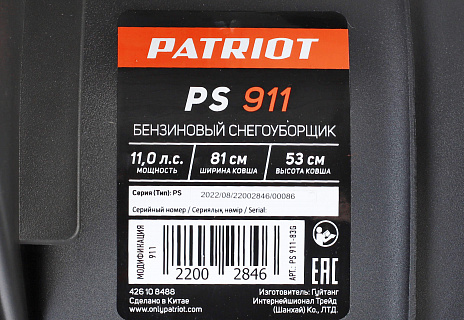 PATRIOT
PS 911
БЕНЗИНОВЫЙ СНЕГОУБОРЩИК
11,0 л.с. 81 см 53 см
МОЩНОСТЬ ШИРИНА КОВША ВЫСОТА КОВША
Серия (Тип): PS 2022/08/22002846/00086
Серийный номер / Сериялық нөмір / Serial:
МОДИФИКАЦИЯ
911
2200 2846
АРТ. PS 911-83G
EAC
426 10 8488
Сделано в Китае
www.onlypatriot.com
Изготовитель: Гуйтанг
Интернейшионал Трейд
(Шанхай) Ко., ЛТД.